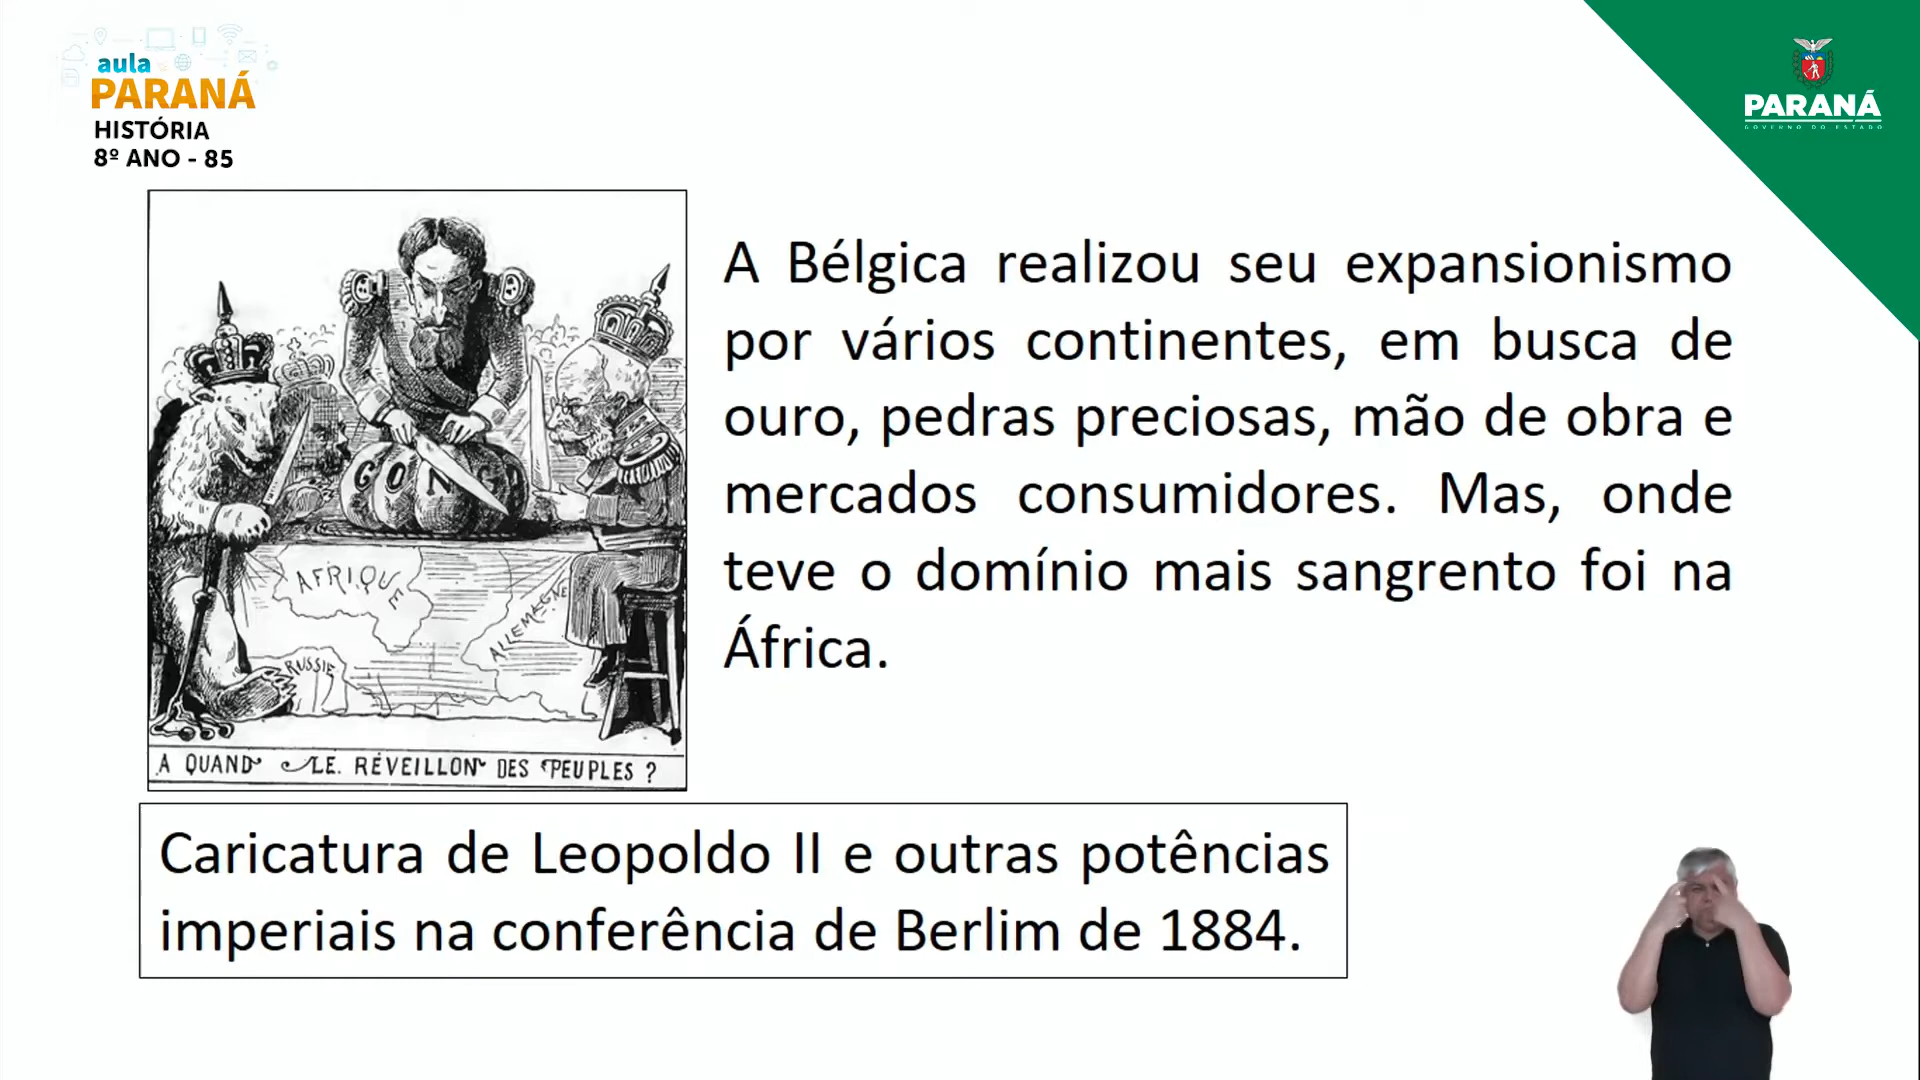 aula
PARANÁ
HISTÓRIA
8º ANO - 85
PARANÁ
GOVERNO DO ESTADO
A Bélgica realizou seu expansionismo
por vários continentes, em busca de
ouro, pedras preciosas, mão de obra e
mercados consumidores. Mas, onde
teve o domínio mais sangrento foi na
África.
CONGO
AFRIQUE
ALLEMAGNE
RUSSIE
A QUAND LE. RÉVEILLON DES PEUPLES ?
Caricatura de Leopoldo II e outras potências
imperiais na conferência de Berlim de 1884.